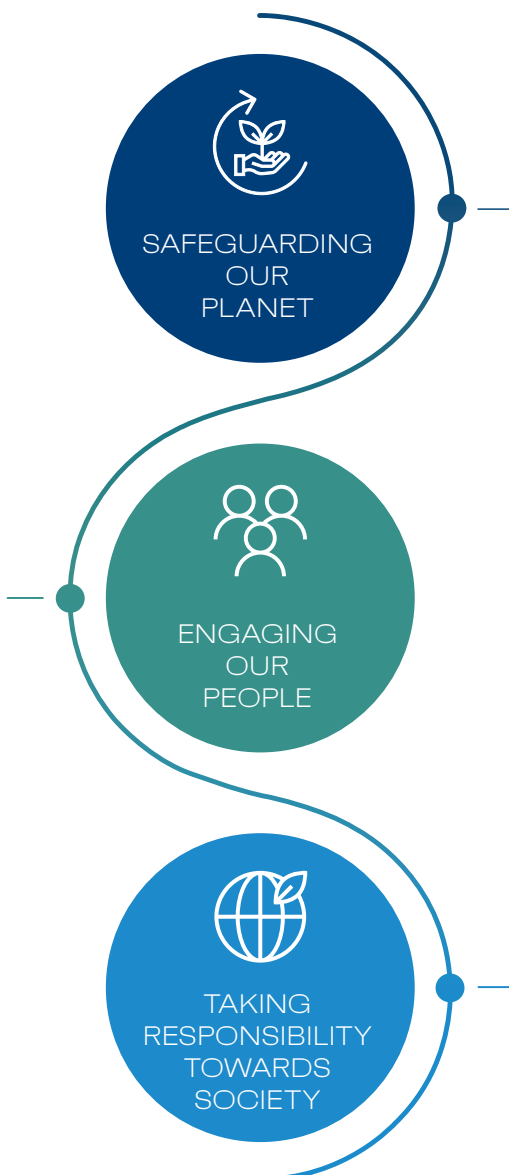 SAFEGUARDING
OUR
PLANET
ENGAGING
OUR
PEOPLE
TAKING
RESPONSIBILITY
TOWARDS
SOCIETY